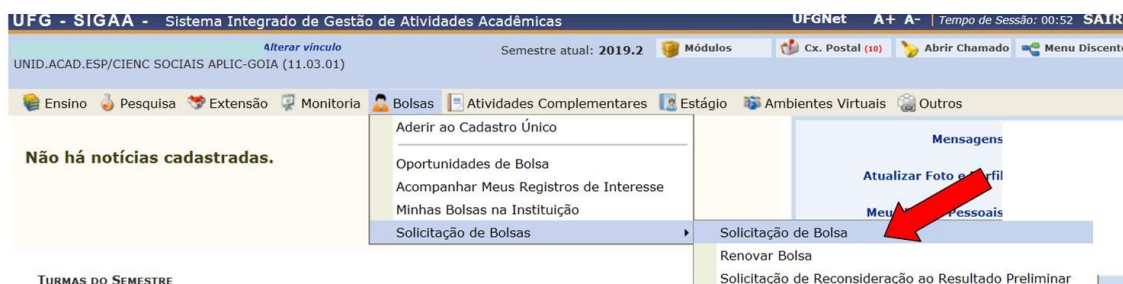 UFG - SIGAA - Sistema Integrado de Gestão de Atividades Acadêmicas UFGNet A+ A- | Tempo de Sessão: 00:52 SAIR
Alterar vínculo Semestre atual: 2019.2 Módulos Cx. Postal (10) Abrir Chamado Menu Discente
UNID.ACAD.ESP/CIENC SOCIAIS APLIC-GOIA (11.03.01)
Ensino Pesquisa Extensão Monitoria Bolsas Atividades Complementares Estágio Ambientes Virtuais Outros
Aderir ao Cadastro Único
Mensagens
Não há notícias cadastradas.
Oportunidades de Bolsa
Atualizar Foto e Perfil
Acompanhar Meus Registros de Interesse
Minhas Bolsas na Instituição
Meus Pessoais
Solicitação de Bolsas Solicitação de Bolsa
Renovar Bolsa
TURMAS DO SEMESTRE Solicitação de Reconsideração ao Resultado Preliminar